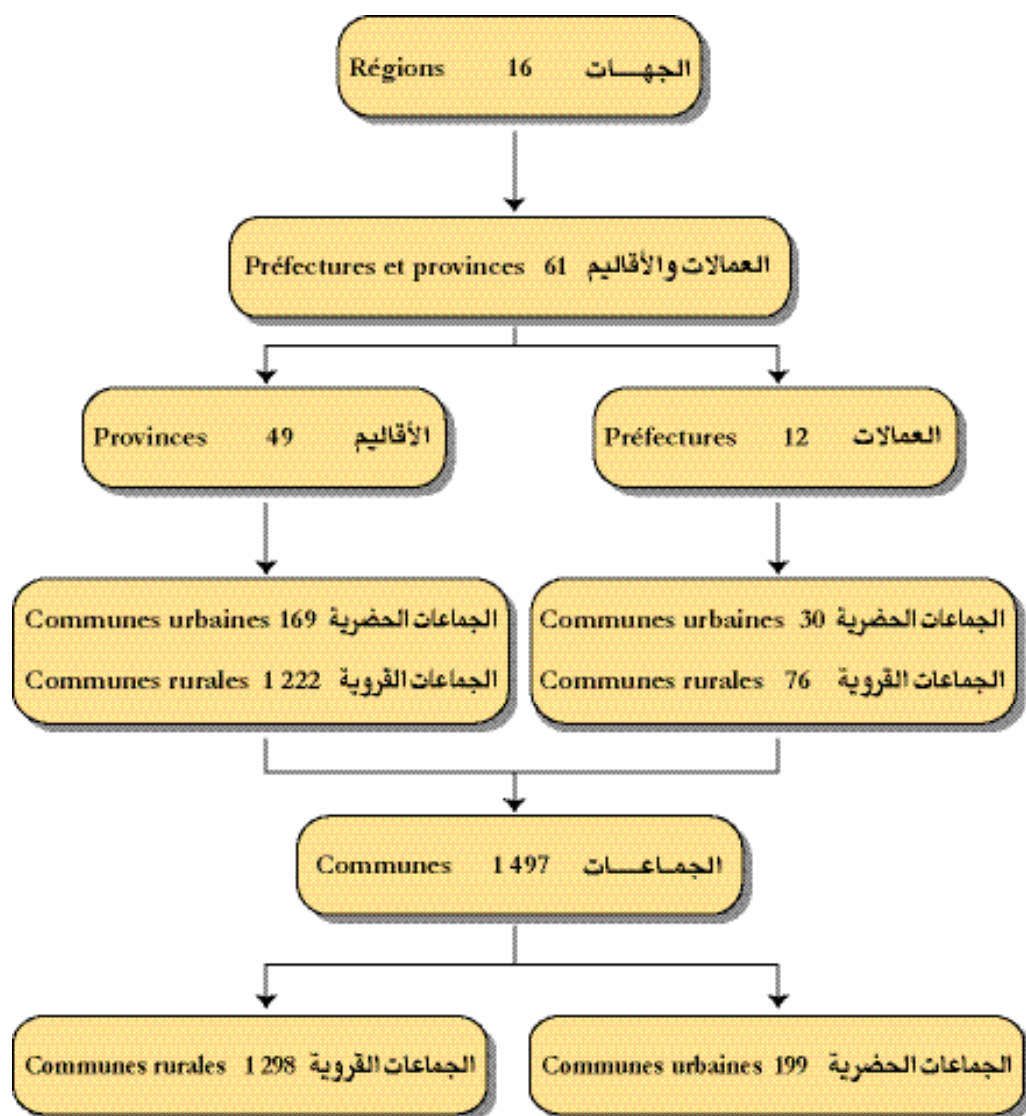 Régions 16 الجهـــات
Préfectures et provinces 61 العمالات والأقاليم
Provinces 49 الأقاليم
Préfectures 12 العمالات
Communes urbaines 169 الجماعات الحضرية
Communes rurales 1 222 الجماعات القروية
Communes urbaines 30 الجماعات الحضرية
Communes rurales 76 الجماعات القروية
Communes 1 497 الجمـاعـــات
Communes rurales 1 298 الجماعات القروية
Communes urbaines 199 الجماعات الحضرية